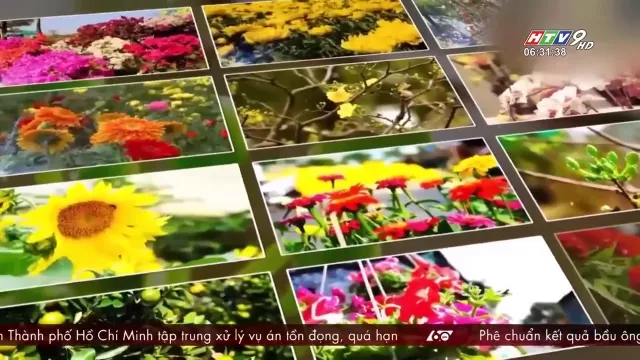 HTV9 HD
06:31:38
Thành phố Hồ Chí Minh tập trung xử lý vụ án tồn đọng, quá hạn
Phê chuẩn kết quả bầu ông